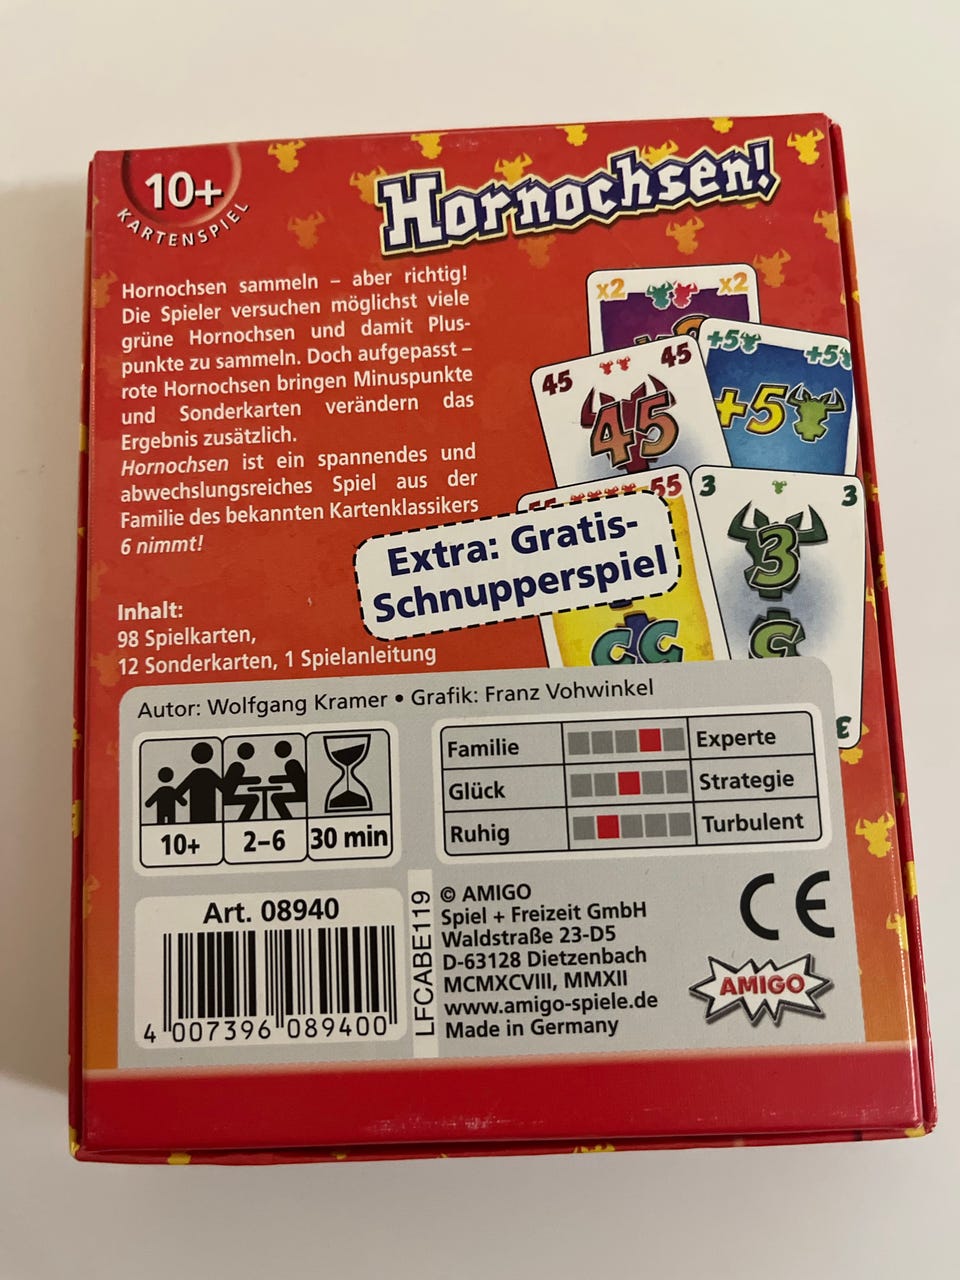 10+
KARTENSPIEL
Hornochsen!
Hornochsen sammeln – aber richtig!
Die Spieler versuchen möglichst viele
grüne Hornochsen und damit Plus-
punkte zu sammeln. Doch aufgepasst –
rote Hornochsen bringen Minuspunkte
und Sonderkarten verändern das
Ergebnis zusätzlich.
Hornochsen ist ein spannendes und
abwechslungsreiches Spiel aus der
Familie des bekannten Kartenklassikers
6 nimmt!
x2 x2
+5 +5
+5
45 45
45
55 55
55
3 3
3
3
Extra: Gratis-
Schnupperspiel
Inhalt:
98 Spielkarten,
12 Sonderkarten, 1 Spielanleitung
Autor: Wolfgang Kramer • Grafik: Franz Vohwinkel
10+ 2–6 30 min
Familie Experte
Glück Strategie
Ruhig Turbulent
Art. 08940
4 007396 089400
LFCABE119
© AMIGO
Spiel + Freizeit GmbH
Waldstraße 23-D5
D-63128 Dietzenbach
MCMXCVIII, MMXII
www.amigo-spiele.de
Made in Germany
CE
AMIGO